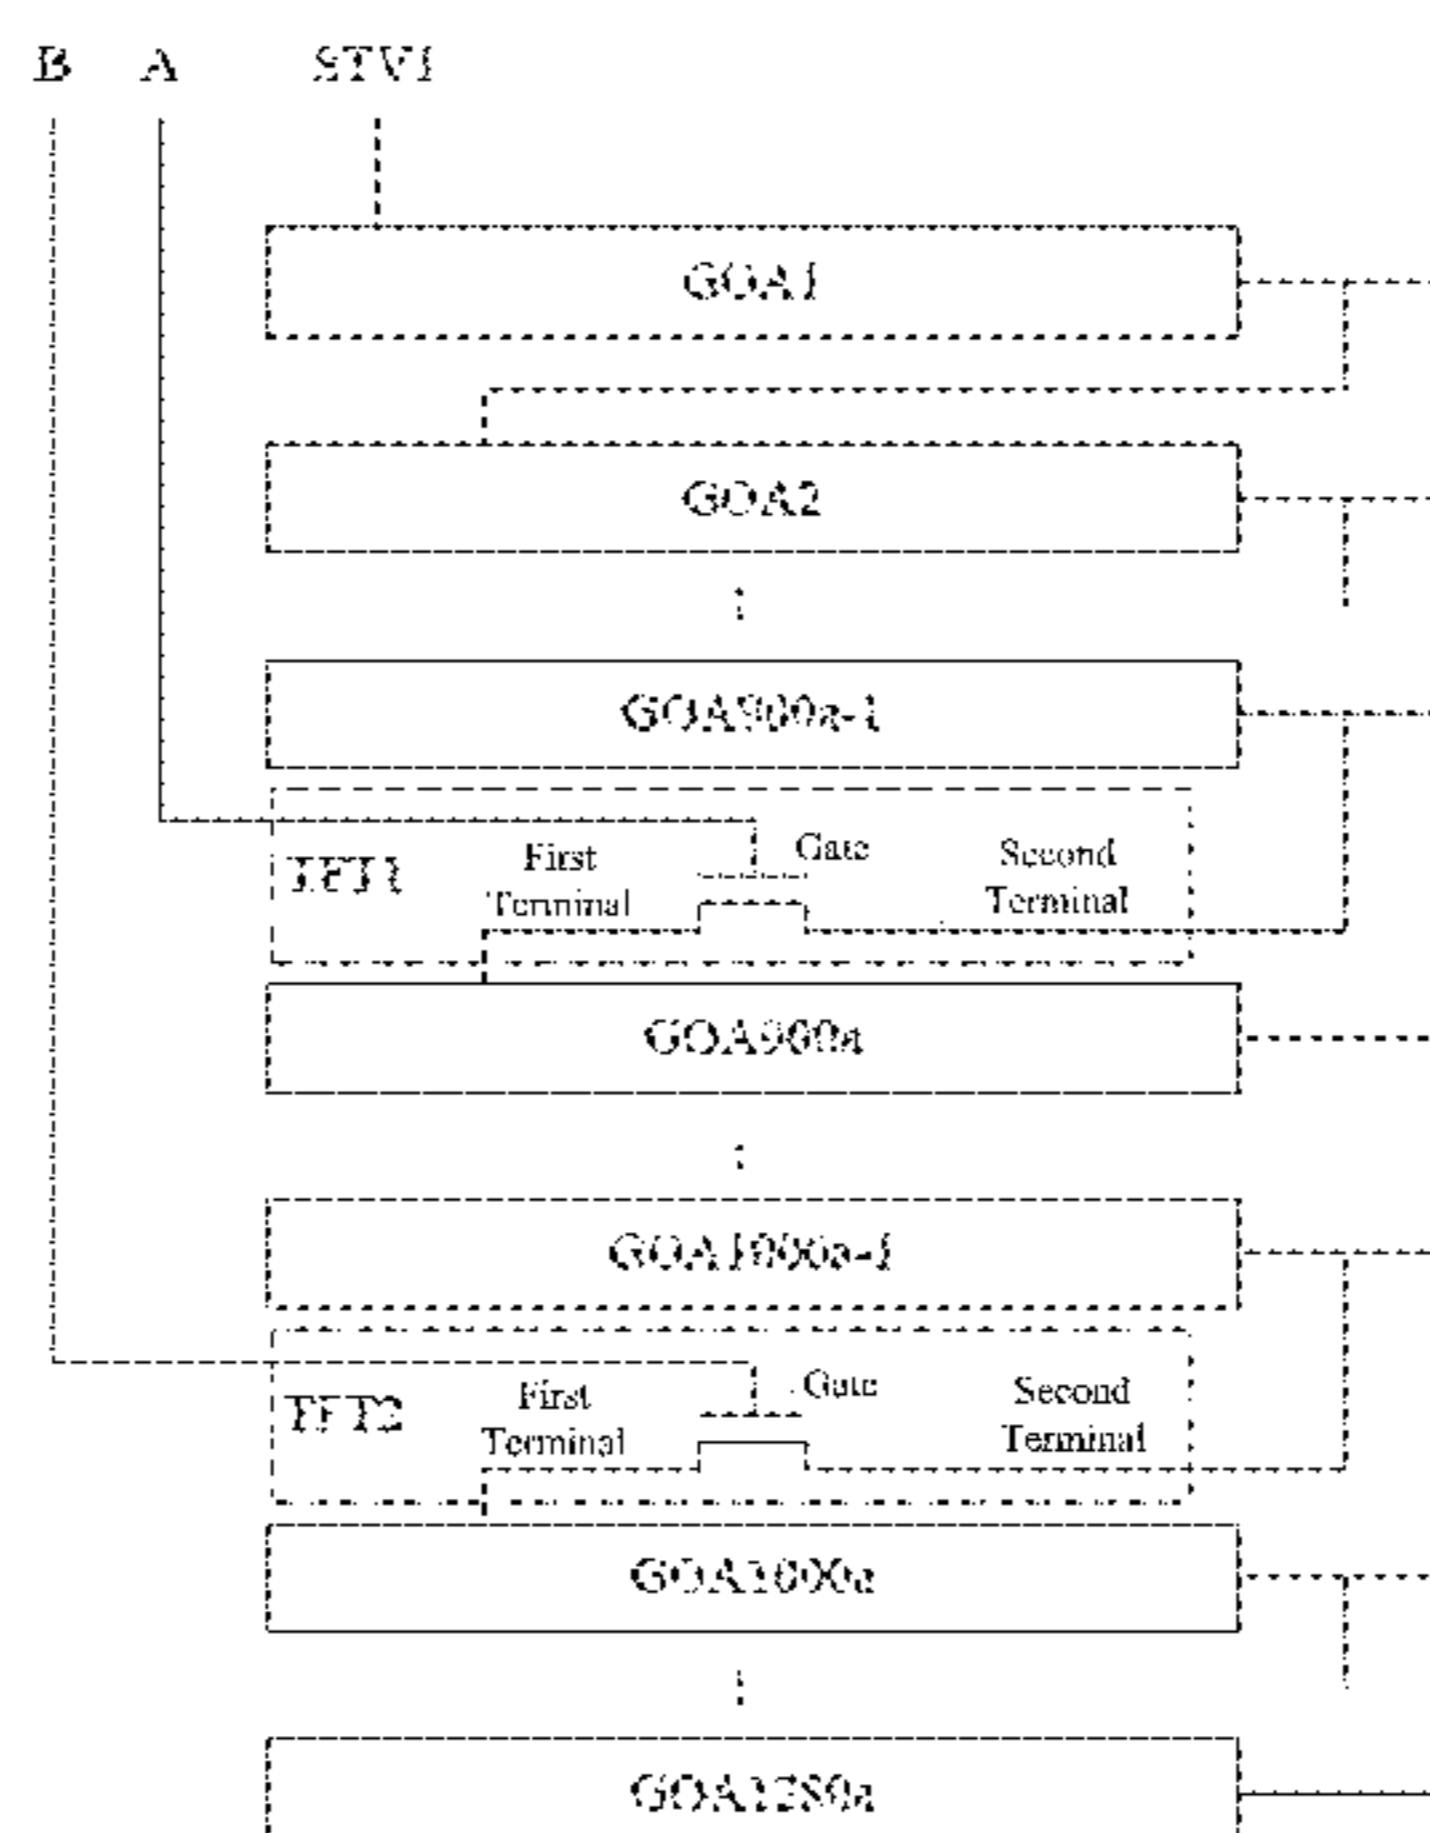 B A STV1
GOA1
GOA2
GOA900a-1
Gate
First
Terminal
Second
Terminal
TFT1
GOA900a
GOA1000a-1
Gate
First
Terminal
Second
Terminal
TFT2
GOA1000a
GOA1280a